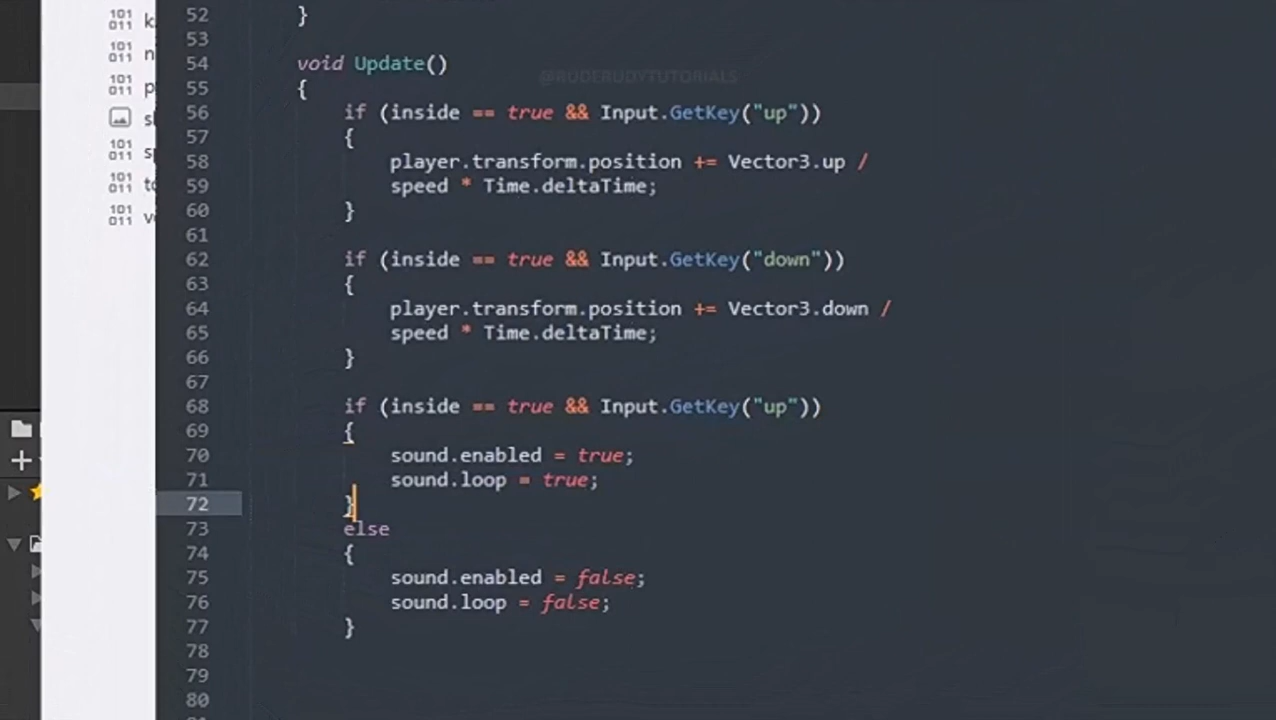 52 }
53
54 void Update()
@RUDERUDYTUTORIALS
55 {
56 if (inside == true && Input.GetKey("up"))
57 {
58 player.transform.position += Vector3.up /
59 speed * Time.deltaTime;
60 }
61
62 if (inside == true && Input.GetKey("down"))
63 {
64 player.transform.position += Vector3.down /
65 speed * Time.deltaTime;
66 }
67
68 if (inside == true && Input.GetKey("up"))
69 {
70 sound.enabled = true;
71 sound.loop = true;
72 }
73 else
74 {
75 sound.enabled = false;
76 sound.loop = false;
77 }
78
79
80